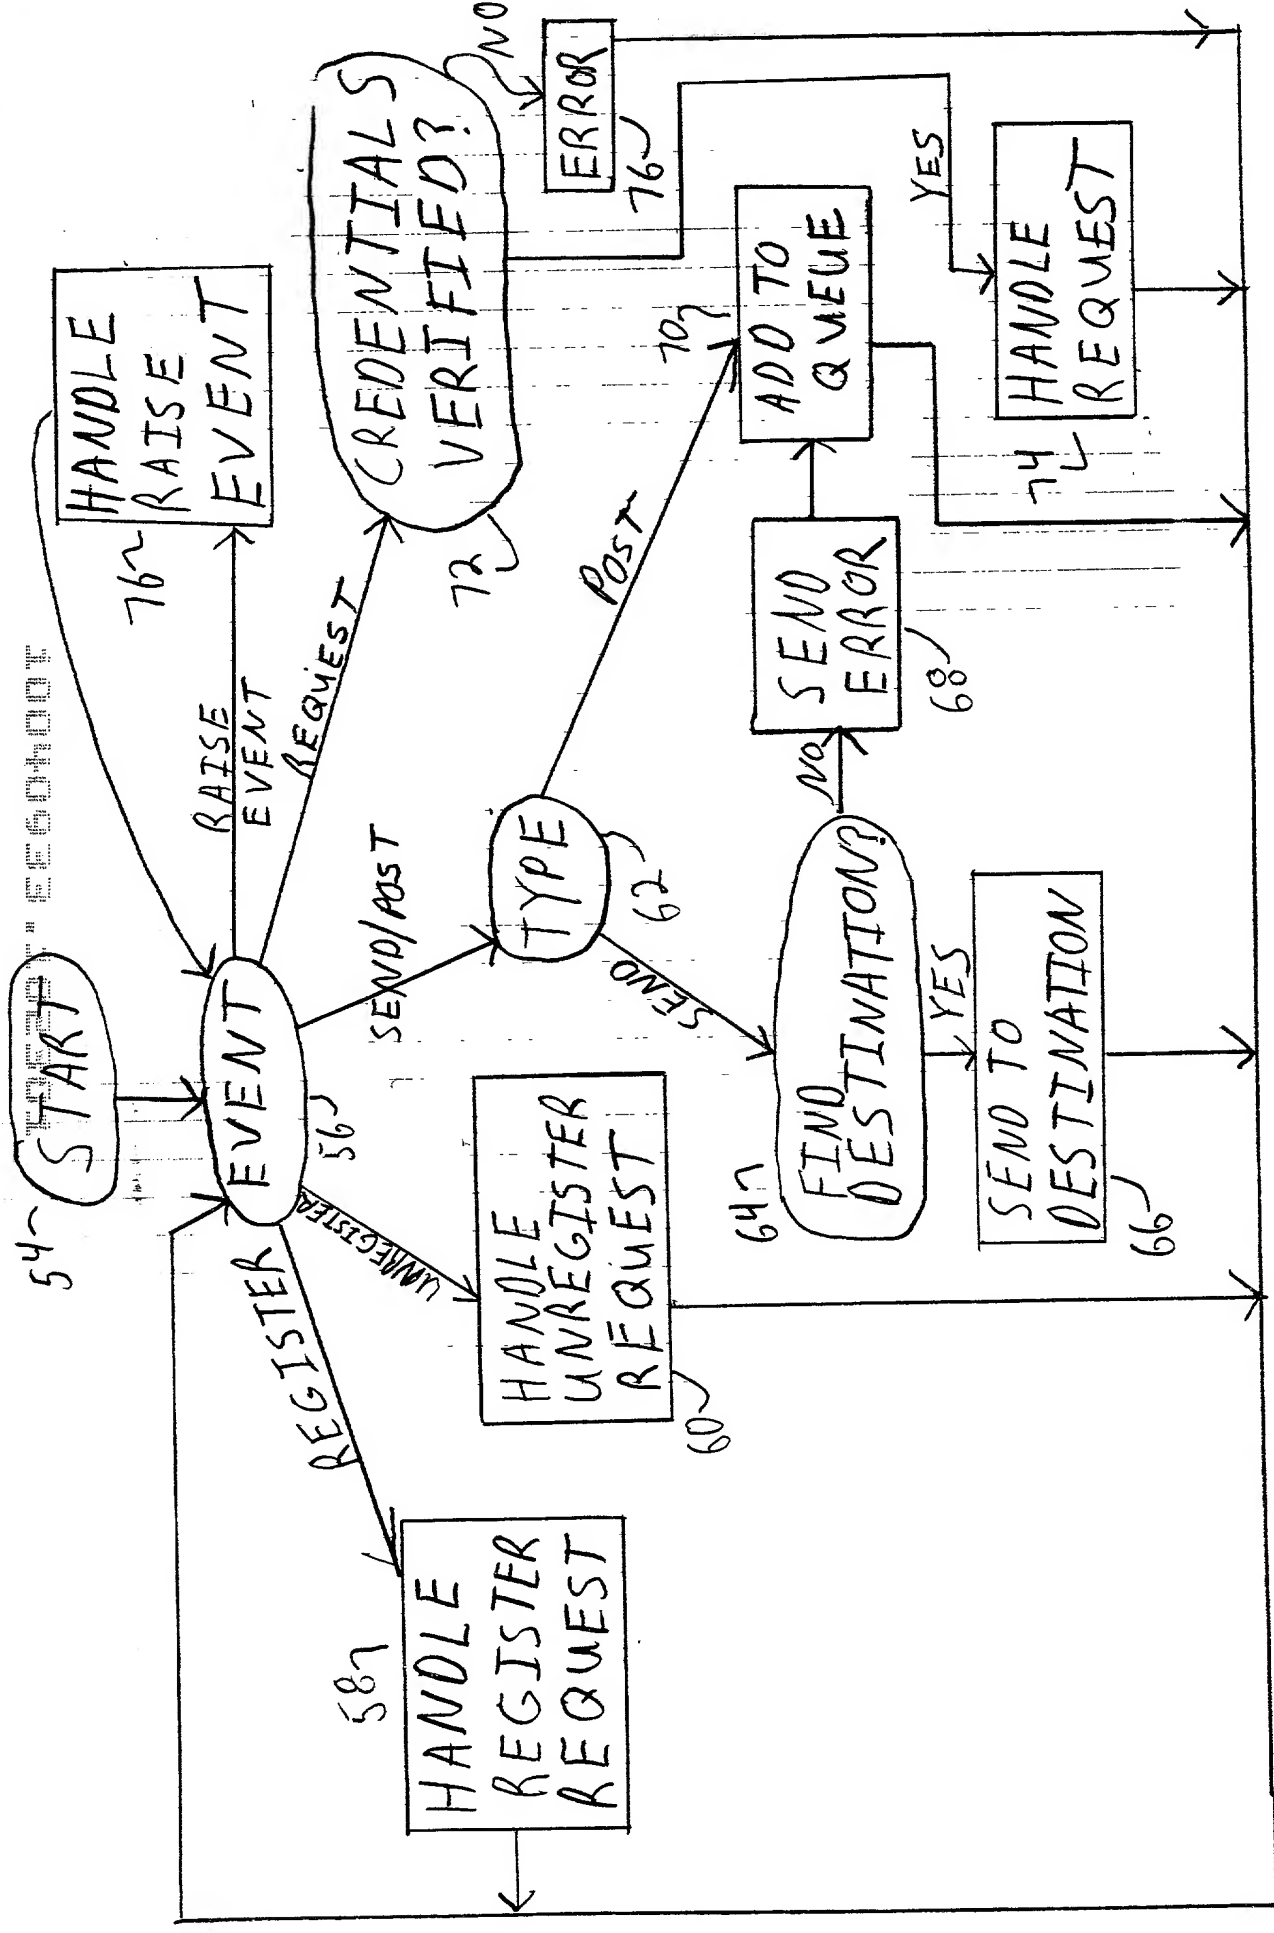 54
START
EVENT
56
REGISTER
UNREGISTER
SEND/POST
REQUEST
RAISE
EVENT
76
HANDLE
RAISE
EVENT
58
HANDLE
REGISTER
REQUEST
HANDLE
UNREGISTER
REQUEST
60
TYPE
62
SEND
POST
72
CREDENTIALS
VERIFIED?
NO
ERROR
76
YES
64
FIND
DESTINATION?
NO
YES
SEND
ERROR
68
70
ADD TO
QUEUE
74
HANDLE
REQUEST
SEND TO
DESTINATION
66